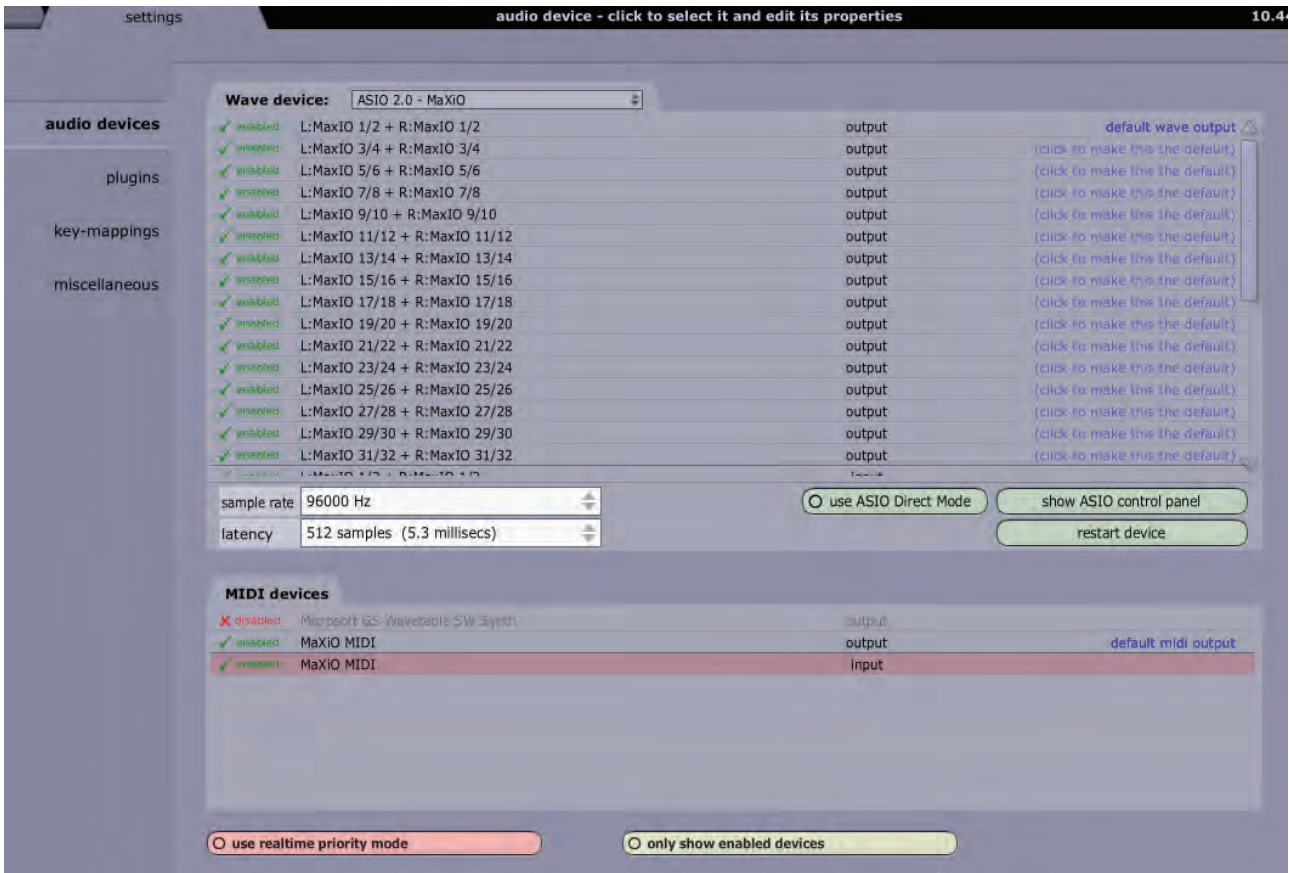 settings
audio device - click to select it and edit its properties
10.44
Wave device: ASIO 2.0 - MaXiO
audio devices
plugins
key-mappings
miscellaneous
enabled L:MaxIO 1/2 + R:MaxIO 1/2 output default wave output
enabled L:MaxIO 3/4 + R:MaxIO 3/4 output (click to make this the default)
enabled L:MaxIO 5/6 + R:MaxIO 5/6 output (click to make this the default)
enabled L:MaxIO 7/8 + R:MaxIO 7/8 output (click to make this the default)
enabled L:MaxIO 9/10 + R:MaxIO 9/10 output (click to make this the default)
enabled L:MaxIO 11/12 + R:MaxIO 11/12 output (click to make this the default)
enabled L:MaxIO 13/14 + R:MaxIO 13/14 output (click to make this the default)
enabled L:MaxIO 15/16 + R:MaxIO 15/16 output (click to make this the default)
enabled L:MaxIO 17/18 + R:MaxIO 17/18 output (click to make this the default)
enabled L:MaxIO 19/20 + R:MaxIO 19/20 output (click to make this the default)
enabled L:MaxIO 21/22 + R:MaxIO 21/22 output (click to make this the default)
enabled L:MaxIO 23/24 + R:MaxIO 23/24 output (click to make this the default)
enabled L:MaxIO 25/26 + R:MaxIO 25/26 output (click to make this the default)
enabled L:MaxIO 27/28 + R:MaxIO 27/28 output (click to make this the default)
enabled L:MaxIO 29/30 + R:MaxIO 29/30 output (click to make this the default)
enabled L:MaxIO 31/32 + R:MaxIO 31/32 output (click to make this the default)
sample rate 96000 Hz
use ASIO Direct Mode
show ASIO control panel
latency 512 samples (5.3 millisecs)
restart device
MIDI devices
disabled Microsoft GS Wavetable SW Synth output
enabled MaXiO MIDI output default midi output
enabled MaXiO MIDI input
use realtime priority mode
only show enabled devices